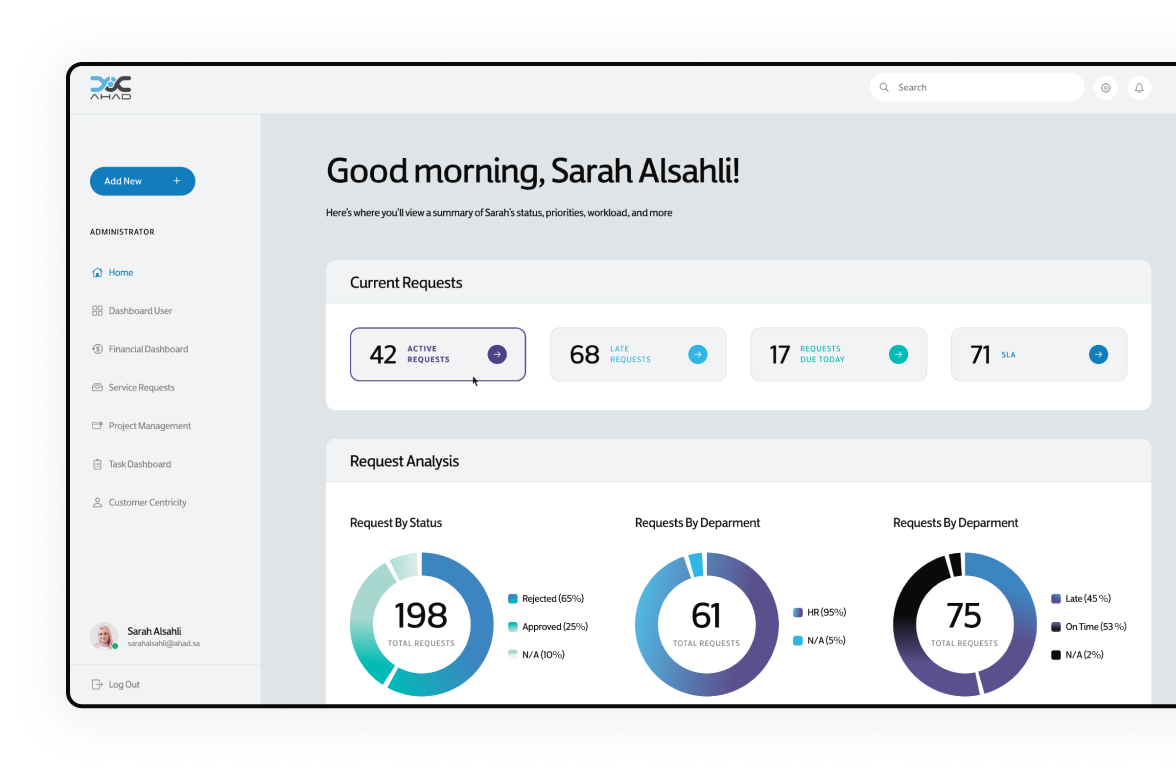 AHAD
Search
Add New
ADMINISTRATOR
Home
Dashboard User
Financial Dashboard
Service Requests
Project Management
Task Dashboard
Customer Centricity
Sarah Alsahli
sarahalsahli@ahad.sa
Log Out
Good morning, Sarah Alsahli!
Here's where you'll view a summary of Sarah's status, priorities, workload, and more
Current Requests
42 ACTIVE
REQUESTS
68 LATE
REQUESTS
17 REQUESTS
DUE TODAY
71 SLA
Request Analysis
Request By Status
198
TOTAL REQUESTS
Rejected (65%)
Approved (25%)
N/A (10%)
Requests By Deparment
61
TOTAL REQUESTS
HR (95%)
N/A (5%)
Requests By Deparment
75
TOTAL REQUESTS
Late (45 %)
On Time (53 %)
N/A (2%)